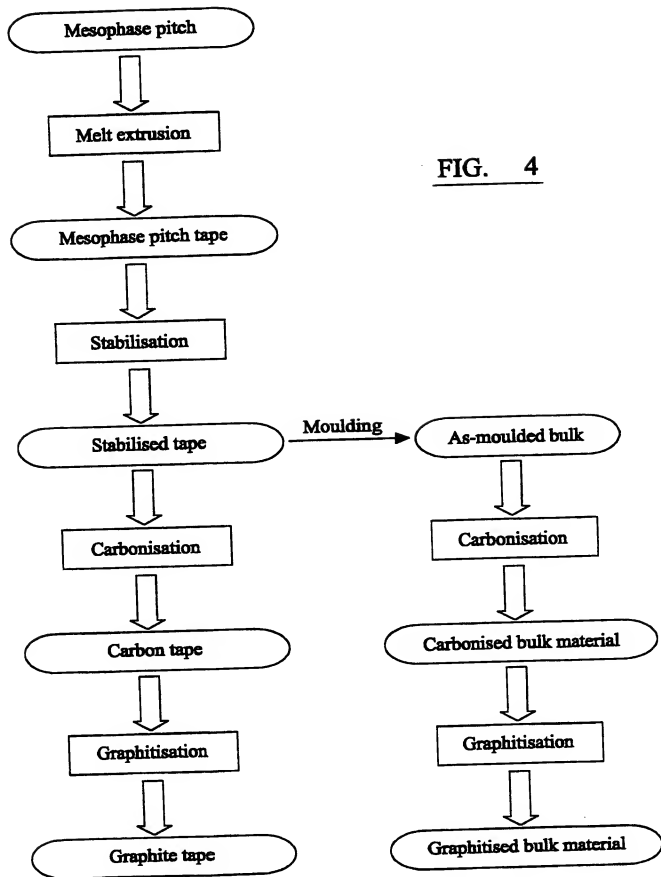 Mesophase pitch
Melt extrusion
FIG. 4
Mesophase pitch tape
Stabilisation
Stabilised tape
Moulding
As-moulded bulk
Carbonisation
Carbonisation
Carbon tape
Carbonised bulk material
Graphitisation
Graphitisation
Graphite tape
Graphitised bulk material